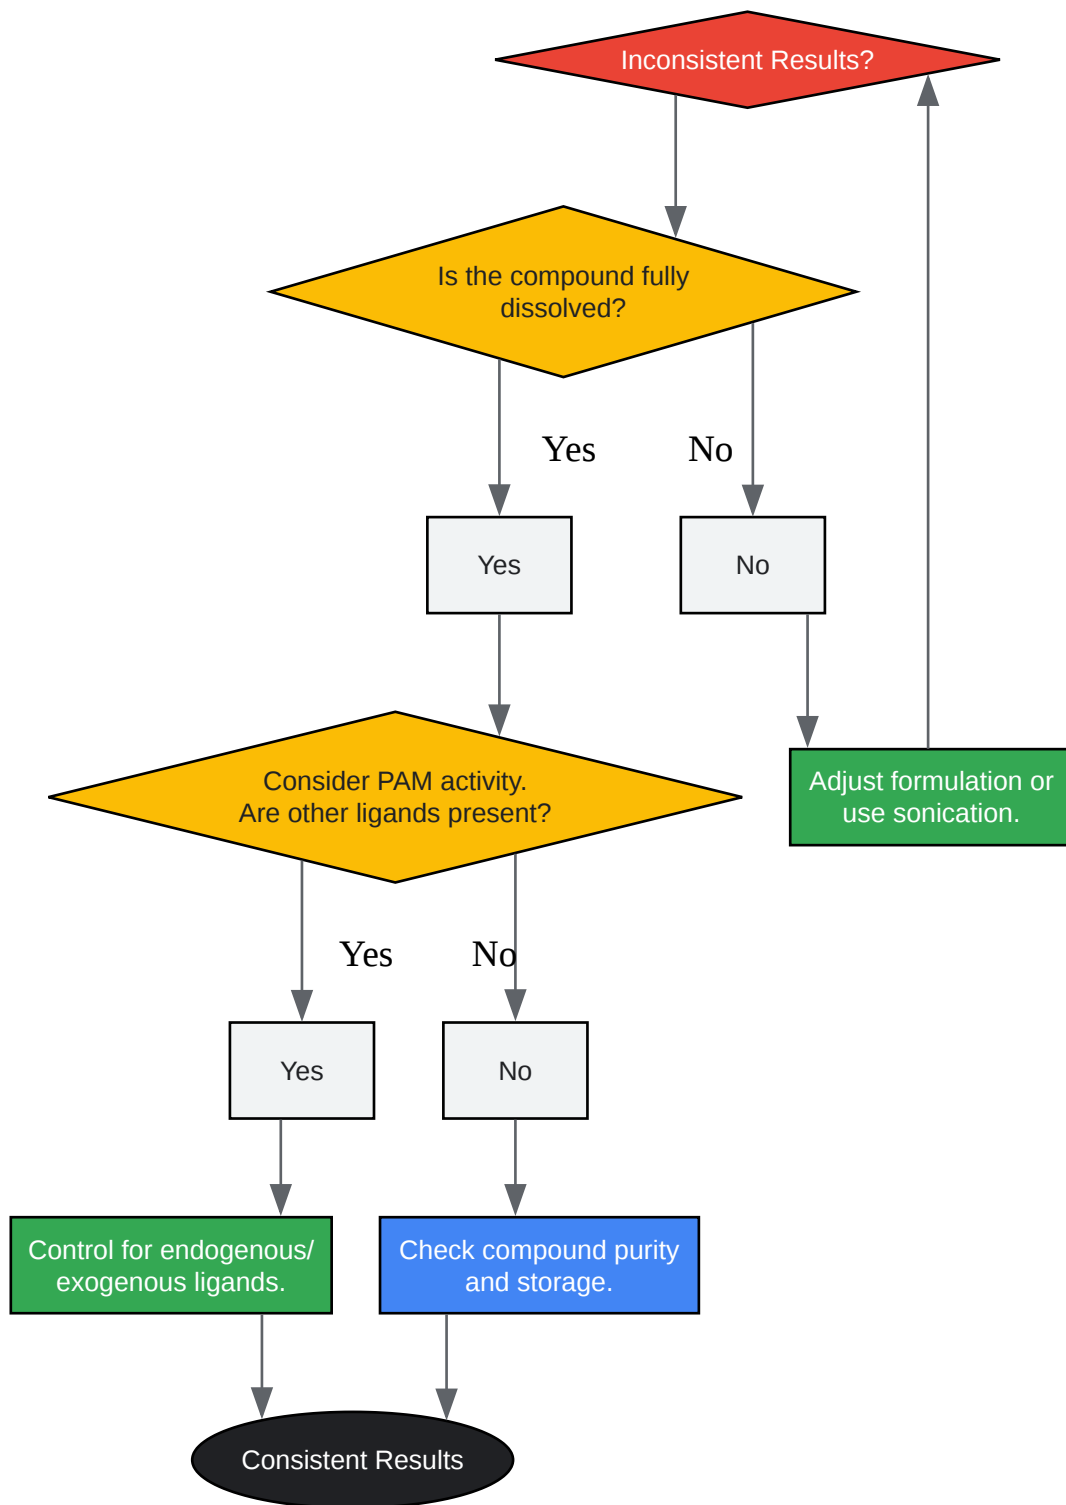 Inconsistent Results?
Is the compound fully
dissolved?
Yes
No
Yes
No
Consider PAM activity.
Are other ligands present?
Adjust formulation or
use sonication.
Yes
No
Yes
No
Control for endogenous/
exogenous ligands.
Check compound purity
and storage.
Consistent Results